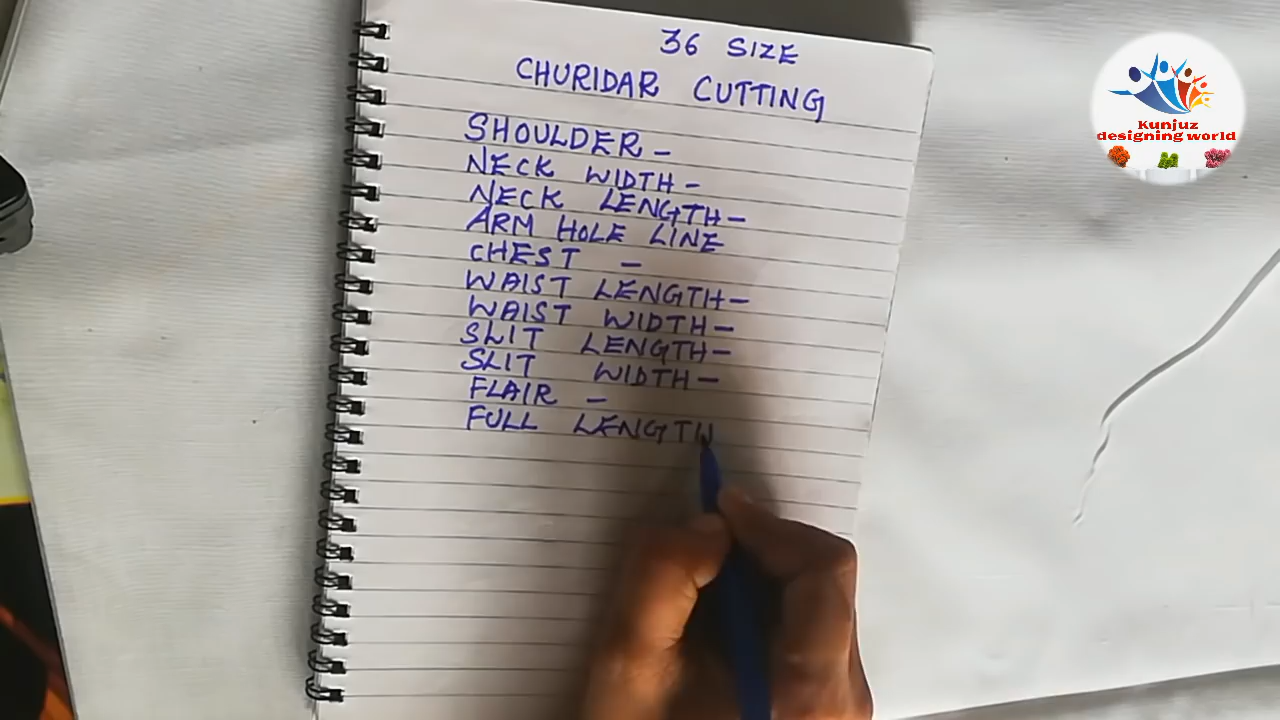 36 SIZE
CHURIDAR CUTTING
SHOULDER -
NECK WIDTH -
NECK LENGTH -
ARM HOLE LINE
CHEST -
WAIST LENGTH -
WAIST WIDTH -
SLIT LENGTH -
SLIT WIDTH -
FLAIR -
FULL LENGTH
Kunjuz
designing world